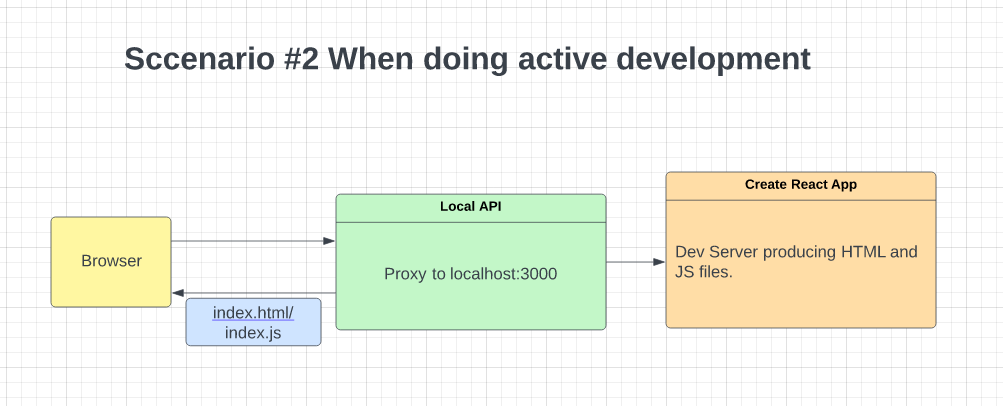 Sccenario #2 When doing active development
Browser
index.html/
index.js
Local API
Proxy to localhost:3000
Create React App
Dev Server producing HTML and
JS files.